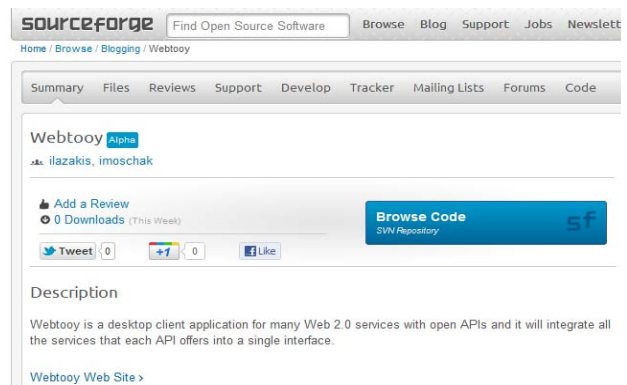 sourceforge Find Open Source Software Browse Blog Support Jobs Newslett
Home / Browse / Blogging / Webtooy
Summary Files Reviews Support Develop Tracker Mailing Lists Forums Code
Webtooy Alpha
ilazakis, imoschak
Add a Review
0 Downloads (This Week)
Browse Code
SVN Repository
sf
Tweet 0 +1 0 Like
Description
Webtooy is a desktop client application for many Web 2.0 services with open APIs and it will integrate all
the services that each API offers into a single interface.
Webtooy Web Site >